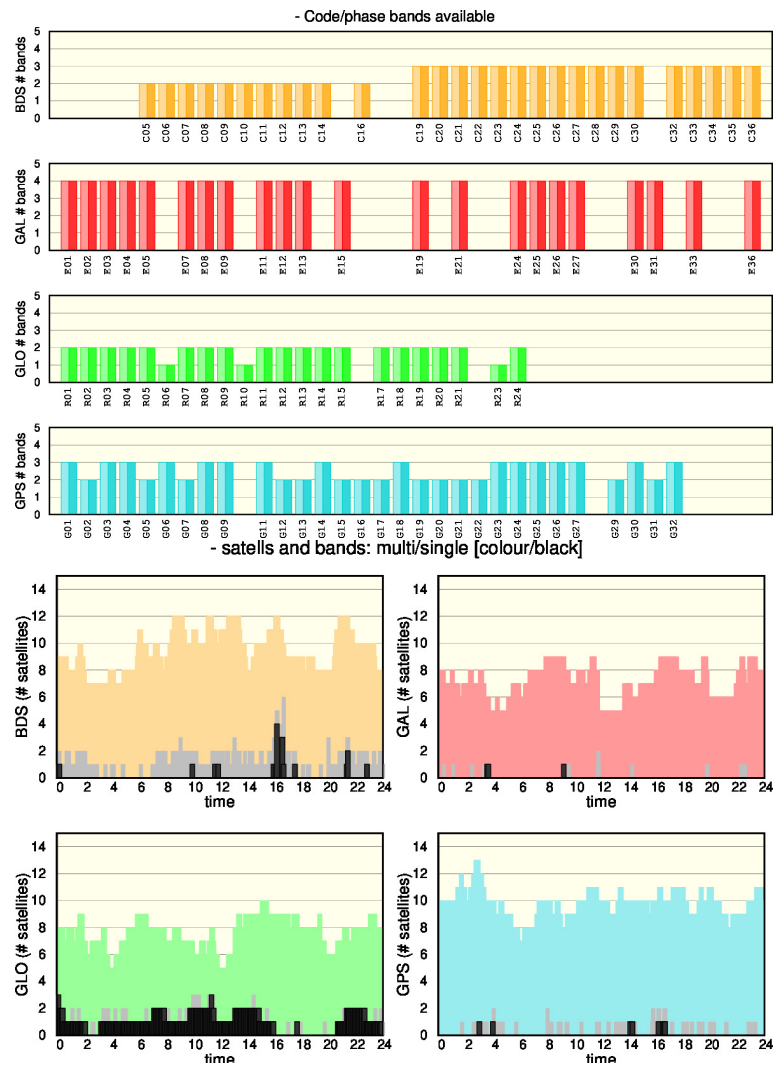 - Code/phase bands available
BDS # bands
5
4
3
2
1
0
C05 C06 C07 C08 C09 C10 C11 C12 C13 C14 C16 C19 C20 C21 C22 C23 C24 C25 C26 C27 C28 C29 C30 C32 C33 C34 C35 C36
GAL # bands
5
4
3
2
1
0
E01 E02 E03 E04 E05 E07 E08 E09 E11 E12 E13 E15 E19 E21 E24 E25 E26 E27 E30 E31 E33 E36
GLO # bands
5
4
3
2
1
0
R01 R02 R03 R04 R05 R06 R07 R08 R09 R10 R11 R12 R13 R14 R15 R17 R18 R19 R20 R21 R23 R24
GPS # bands
5
4
3
2
1
0
G01 G02 G03 G04 G05 G06 G07 G08 G09 G11 G12 G13 G14 G15 G16 G17 G18 G19 G20 G21 G22 G23 G24 G25 G26 G27 G29 G30 G31 G32
- satells and bands: multi/single [colour/black]
BDS (# satellites)
14
12
10
8
6
4
2
0
0 2 4 6 8 10 12 14 16 18 20 22 24
time
GAL (# satellites)
14
12
10
8
6
4
2
0
0 2 4 6 8 10 12 14 16 18 20 22 24
time
GLO (# satellites)
14
12
10
8
6
4
2
0
0 2 4 6 8 10 12 14 16 18 20 22 24
time
GPS (# satellites)
14
12
10
8
6
4
2
0
0 2 4 6 8 10 12 14 16 18 20 22 24
time